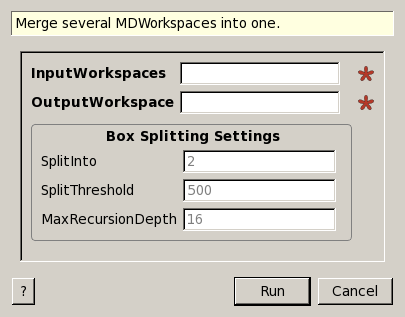 Merge several MDWorkspaces into one.
InputWorkspaces
OutputWorkspace
Box Splitting Settings
SplitInto 2
SplitThreshold 500
MaxRecursionDepth 16
? Run Cancel